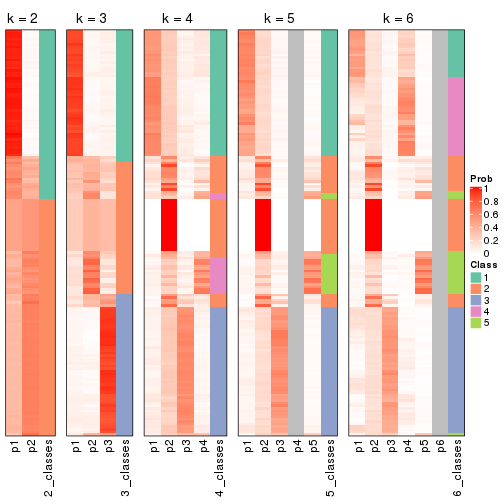 k = 2
k = 3
k = 4
k = 5
k = 6
Prob
1
0.8
0.6
0.4
0.2
0
Class
1
2
3
4
5
p1
p2
2_classes
p1
p2
p3
3_classes
p1
p2
p3
p4
4_classes
p1
p2
p3
p4
p5
5_classes
p1
p2
p3
p4
p5
p6
6_classes